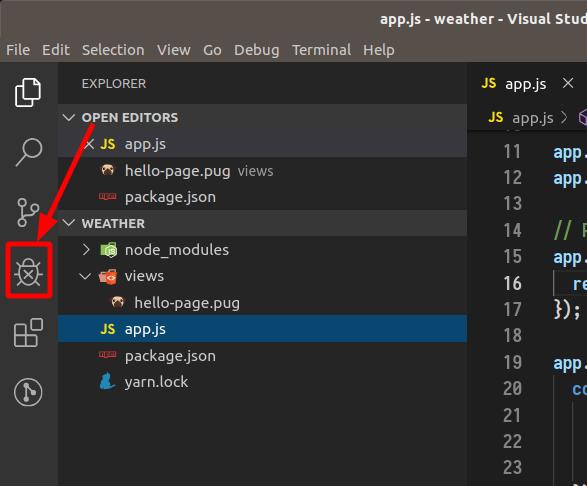 app.js - weather - Visual Stud
File Edit Selection View Go Debug Terminal Help
EXPLORER
JS app.js
OPEN EDITORS
JS app.js
JS app.js
hello-page.pug views
package.json
WEATHER
node_modules
views
hello-page.pug
JS app.js
package.json
yarn.lock
11 app.
12 app.
13
14 // P
15 app.
16 re
17 });
18
19 app.
20 co
21
22
23